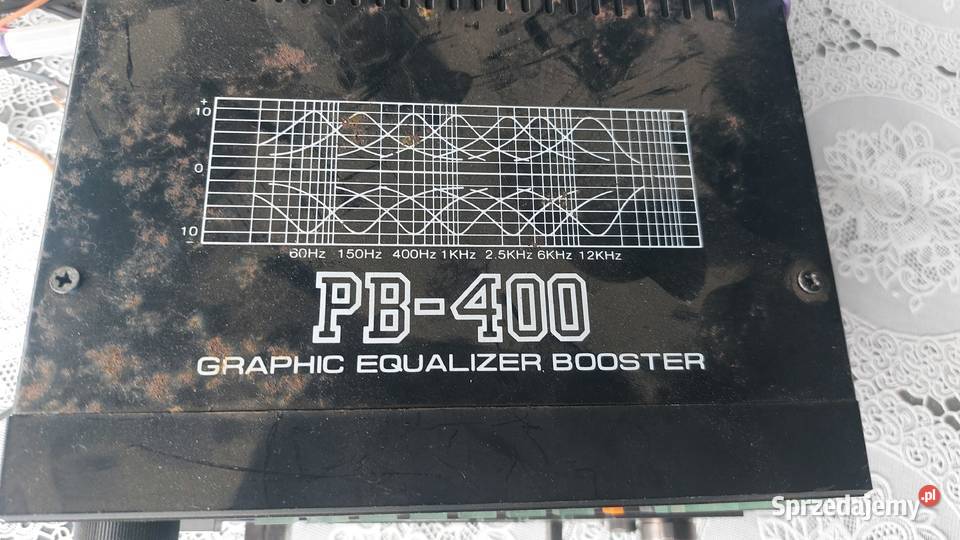 +
10
0
10
-
60Hz 150Hz 400Hz 1KHz 2.5KHz 6KHz 12KHz
PB-400
GRAPHIC EQUALIZER BOOSTER
Sprzedajemy.pl